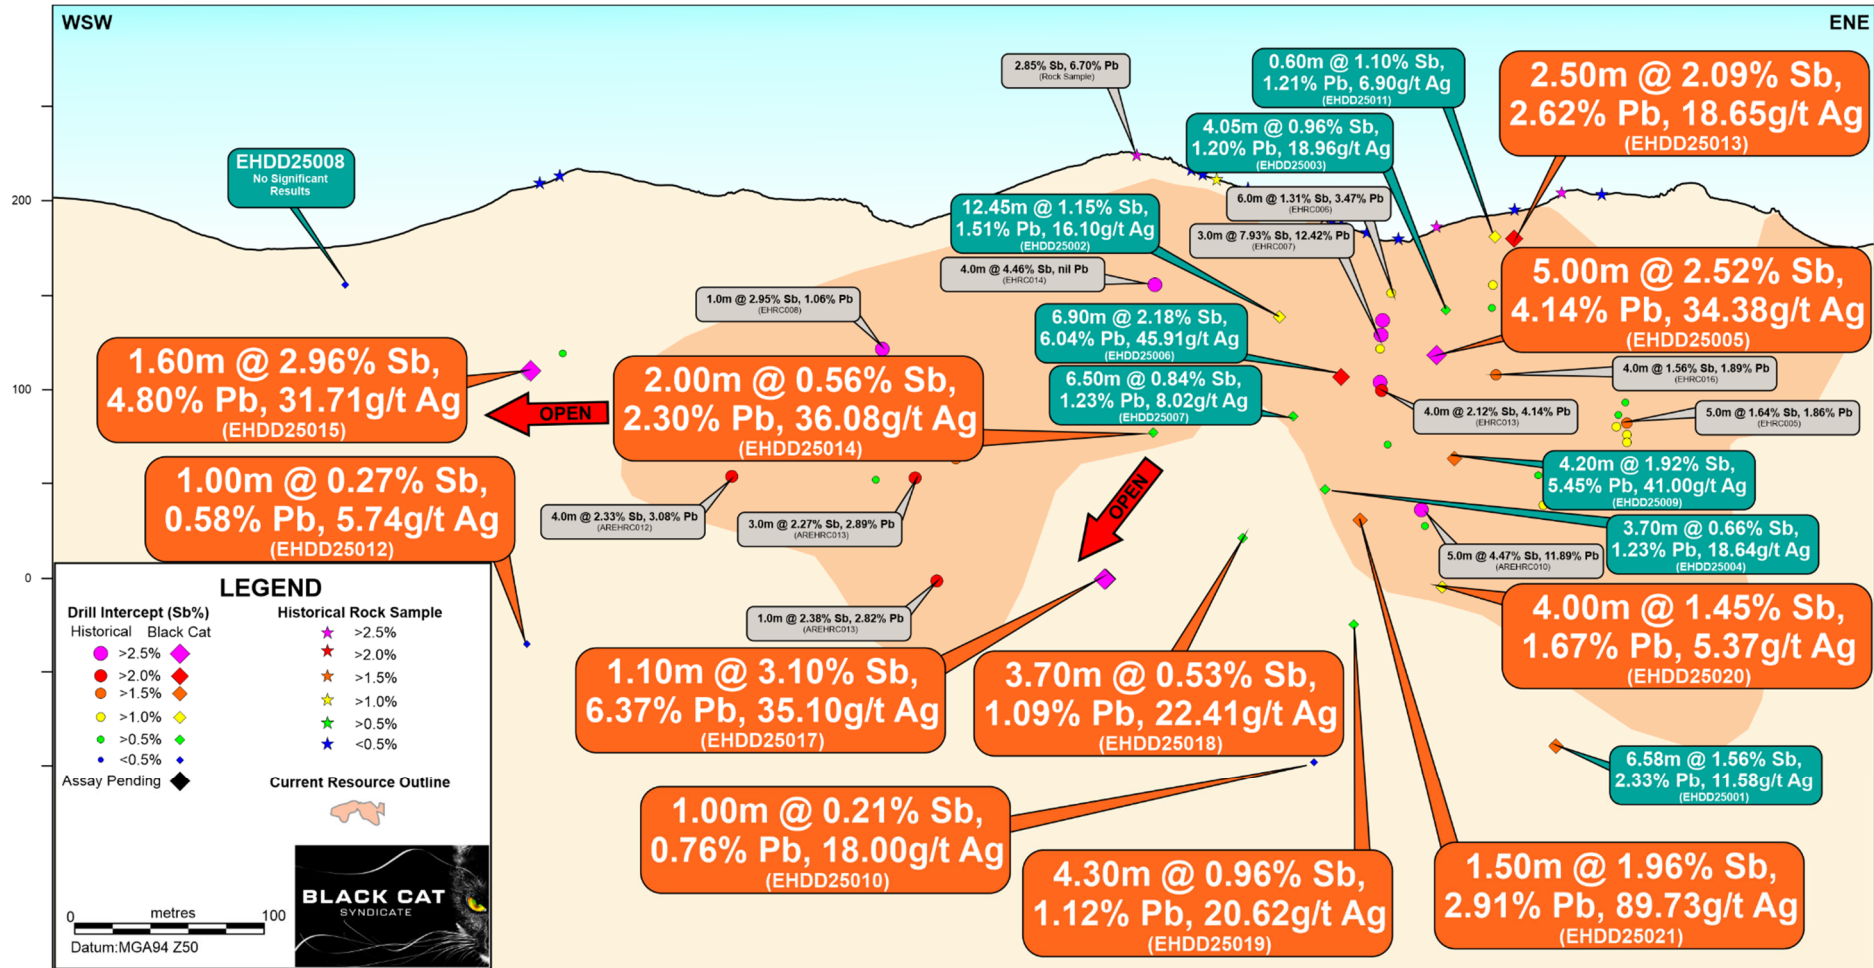 WSW
ENE
2.85% Sb, 6.70% Pb
(Rock Sample)
0.60m @ 1.10% Sb,
1.21% Pb, 6.90g/t Ag
(EHDD25011)
2.50m @ 2.09% Sb,
2.62% Pb, 18.65g/t Ag
(EHDD25013)
4.05m @ 0.96% Sb,
1.20% Pb, 18.96g/t Ag
(EHDD25003)
EHDD25008
No Significant
Results
200
12.45m @ 1.15% Sb,
1.51% Pb, 16.10g/t Ag
(EHDD25002)
6.0m @ 1.31% Sb, 3.47% Pb
(EHRC006)
3.0m @ 7.93% Sb, 12.42% Pb
(EHRC007)
4.0m @ 4.46% Sb, nil Pb
(EHRC014)
5.00m @ 2.52% Sb,
4.14% Pb, 34.38g/t Ag
(EHDD25005)
1.0m @ 2.95% Sb, 1.06% Pb
(EHRC008)
6.90m @ 2.18% Sb,
6.04% Pb, 45.91g/t Ag
(EHDD25006)
1.60m @ 2.96% Sb,
4.80% Pb, 31.71g/t Ag
(EHDD25015)
OPEN
2.00m @ 0.56% Sb,
2.30% Pb, 36.08g/t Ag
(EHDD25014)
6.50m @ 0.84% Sb,
1.23% Pb, 8.02g/t Ag
(EHDD25007)
4.0m @ 1.56% Sb, 1.89% Pb
(EHRC016)
100
4.0m @ 2.12% Sb, 4.14% Pb
(EHRC013)
5.0m @ 1.64% Sb, 1.86% Pb
(EHRC005)
1.00m @ 0.27% Sb,
0.58% Pb, 5.74g/t Ag
(EHDD25012)
4.0m @ 2.33% Sb, 3.08% Pb
(AREHRC012)
3.0m @ 2.27% Sb, 2.89% Pb
(AREHRC013)
OPEN
4.20m @ 1.92% Sb,
5.45% Pb, 41.00g/t Ag
(EHDD25009)
3.70m @ 0.66% Sb,
1.23% Pb, 18.64g/t Ag
(EHDD25004)
5.0m @ 4.47% Sb, 11.89% Pb
(AREHRC010)
0
1.0m @ 2.38% Sb, 2.82% Pb
(AREHRC013)
4.00m @ 1.45% Sb,
1.67% Pb, 5.37g/t Ag
(EHDD25020)
1.10m @ 3.10% Sb,
6.37% Pb, 35.10g/t Ag
(EHDD25017)
3.70m @ 0.53% Sb,
1.09% Pb, 22.41g/t Ag
(EHDD25018)
6.58m @ 1.56% Sb,
2.33% Pb, 11.58g/t Ag
(EHDD25001)
1.00m @ 0.21% Sb,
0.76% Pb, 18.00g/t Ag
(EHDD25010)
4.30m @ 0.96% Sb,
1.12% Pb, 20.62g/t Ag
(EHDD25019)
1.50m @ 1.96% Sb,
2.91% Pb, 89.73g/t Ag
(EHDD25021)
LEGEND
Drill Intercept (Sb%)
Historical Black Cat
>2.5%
>2.0%
>1.5%
>1.0%
>0.5%
<0.5%
Assay Pending
Historical Rock Sample
>2.5%
>2.0%
>1.5%
>1.0%
>0.5%
<0.5%
Current Resource Outline
0 metres 100
Datum:MGA94 Z50
BLACK CAT
SYNDICATE